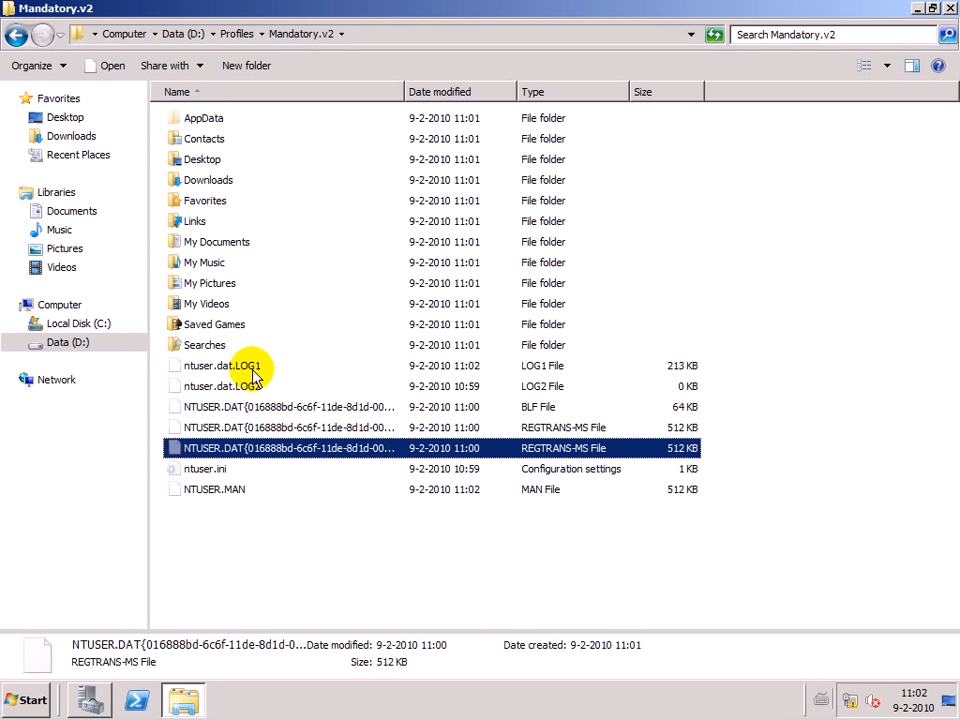 Mandatory.v2
Computer Data (D:) Profiles Mandatory.v2
Search Mandatory.v2
Organize Open Share with New folder
Name Date modified Type Size
Favorites
Desktop
Downloads
Recent Places
Libraries
Documents
Music
Pictures
Videos
Computer
Local Disk (C:)
Data (D:)
Network
AppData 9-2-2010 11:01 File folder
Contacts 9-2-2010 11:01 File folder
Desktop 9-2-2010 11:01 File folder
Downloads 9-2-2010 11:01 File folder
Favorites 9-2-2010 11:01 File folder
Links 9-2-2010 11:01 File folder
My Documents 9-2-2010 11:01 File folder
My Music 9-2-2010 11:01 File folder
My Pictures 9-2-2010 11:01 File folder
My Videos 9-2-2010 11:01 File folder
Saved Games 9-2-2010 11:01 File folder
Searches 9-2-2010 11:01 File folder
ntuser.dat.LOG1 9-2-2010 11:02 LOG1 File 213 KB
ntuser.dat.LOG2 9-2-2010 10:59 LOG2 File 0 KB
NTUSER.DAT{016888bd-6c6f-11de-8d1d-00... 9-2-2010 11:00 BLF File 64 KB
NTUSER.DAT{016888bd-6c6f-11de-8d1d-00... 9-2-2010 11:00 REGTRANS-MS File 512 KB
NTUSER.DAT{016888bd-6c6f-11de-8d1d-00... 9-2-2010 11:00 REGTRANS-MS File 512 KB
ntuser.ini 9-2-2010 10:59 Configuration settings 1 KB
NTUSER.MAN 9-2-2010 11:02 MAN File 512 KB
NTUSER.DAT{016888bd-6c6f-11de-8d1d-0... Date modified: 9-2-2010 11:00 Date created: 9-2-2010 11:01
REGTRANS-MS File Size: 512 KB
Start
11:02
9-2-2010